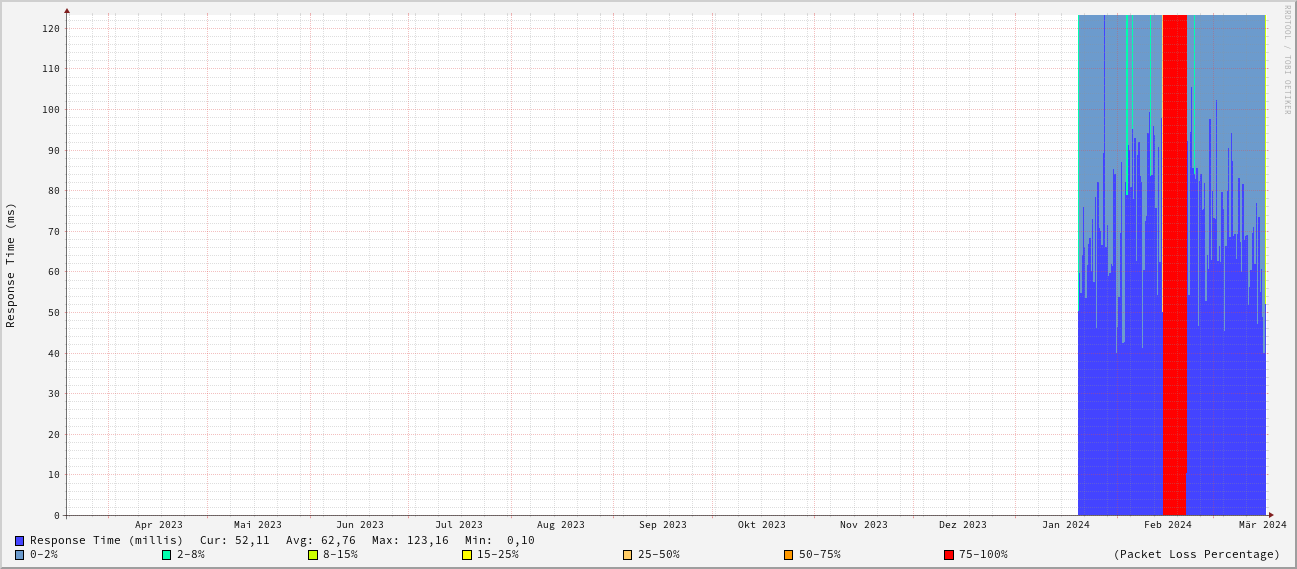 RRDTOOL / TOBI OETIKER
Response Time (ms)
120
110
100
90
80
70
60
50
40
30
20
10
0
Apr 2023 Mai 2023 Jun 2023 Jul 2023 Aug 2023 Sep 2023 Okt 2023 Nov 2023 Dez 2023 Jan 2024 Feb 2024 Mär 2024
Response Time (millis) Cur: 52,11 Avg: 62,76 Max: 123,16 Min: 0,10
0-2% 2-8% 8-15% 15-25% 25-50% 50-75% 75-100% (Packet Loss Percentage)